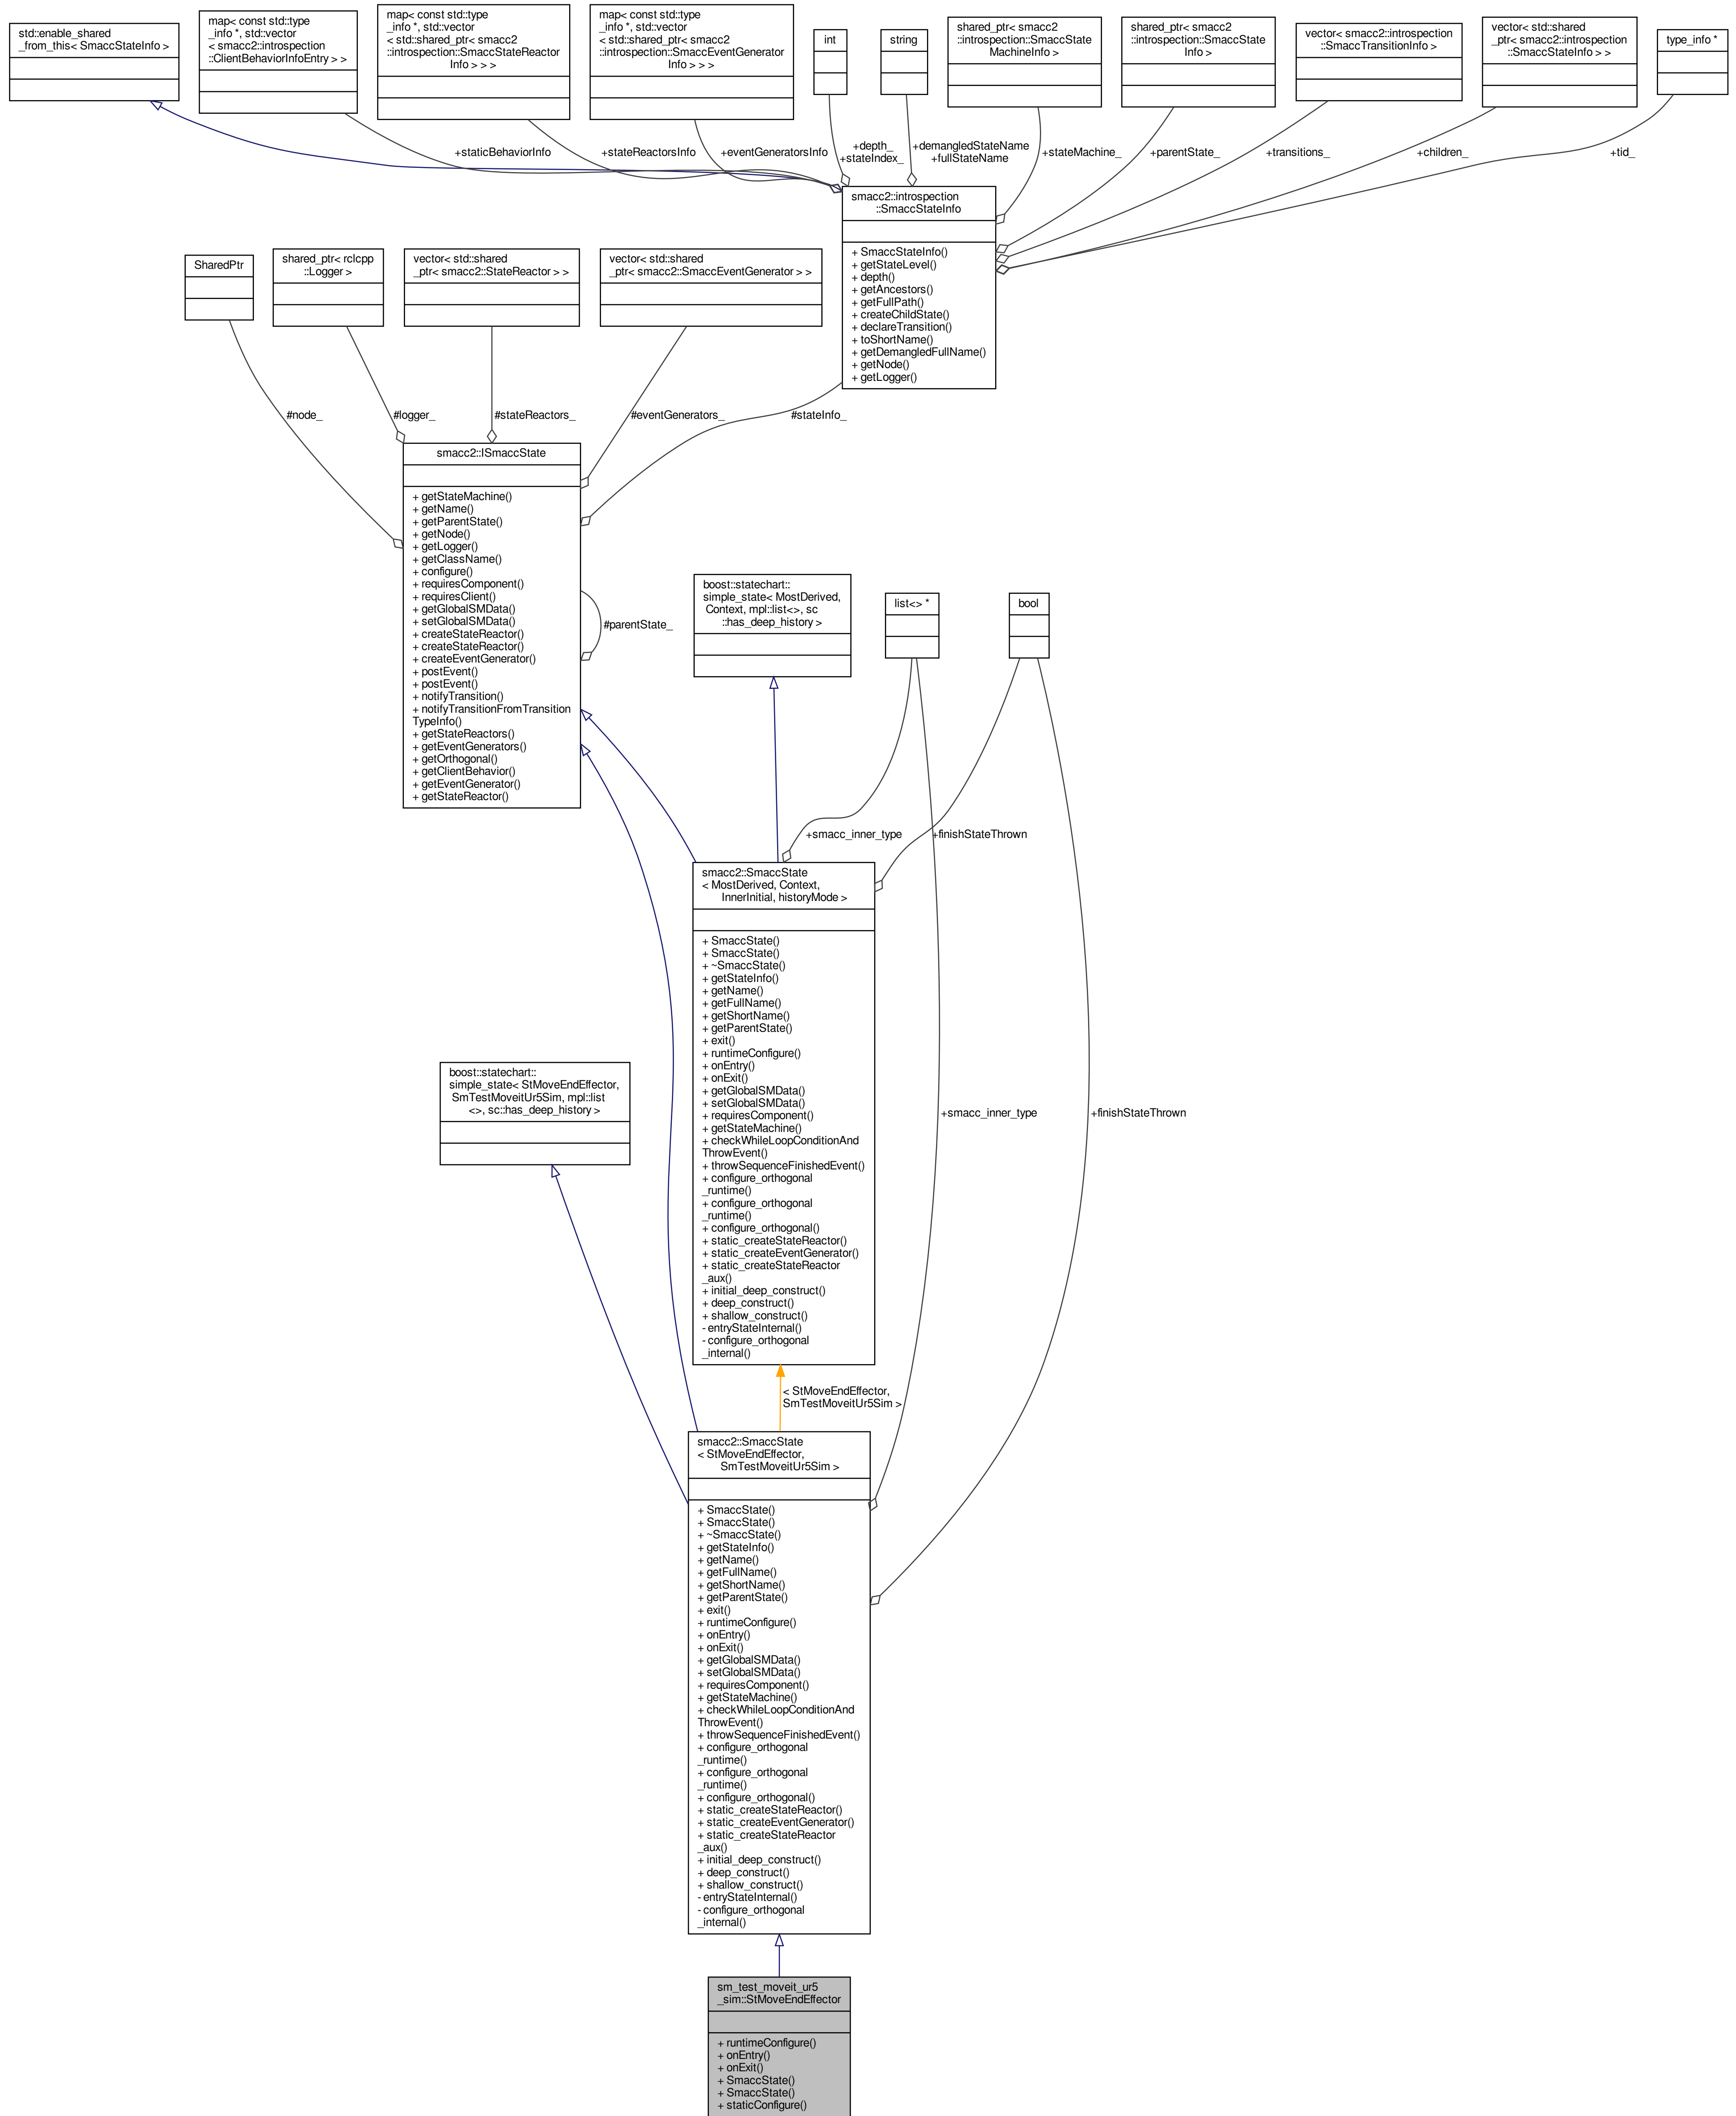 std::enable_shared
_from_this< SmaccStateInfo >
map< const std::type
_info *, std::vector
< smacc2::introspection
::ClientBehaviorInfoEntry > >
map< const std::type
_info *, std::vector
< std::shared_ptr< smacc2
::introspection::SmaccStateReactor
Info > > >
map< const std::type
_info *, std::vector
< std::shared_ptr< smacc2
::introspection::SmaccEventGenerator
Info > > >
int
string
shared_ptr< smacc2
::introspection::SmaccState
MachineInfo >
shared_ptr< smacc2
::introspection::SmaccState
Info >
vector< smacc2::introspection
::SmaccTransitionInfo >
vector< std::shared
_ptr< smacc2::introspection
::SmaccStateInfo > >
type_info *
+staticBehaviorInfo
+stateReactorsInfo
+eventGeneratorsInfo
+depth_
+stateIndex_
+demangledStateName
+fullStateName
+stateMachine_
+parentState_
+transitions_
+children_
+tid_
smacc2::introspection
::SmaccStateInfo
+ SmaccStateInfo()
+ getStateLevel()
+ depth()
+ getAncestors()
+ getFullPath()
+ createChildState()
+ declareTransition()
+ toShortName()
+ getDemangledFullName()
+ getNode()
+ getLogger()
SharedPtr
shared_ptr< rclcpp
::Logger >
vector< std::shared
_ptr< smacc2::StateReactor > >
vector< std::shared
_ptr< smacc2::SmaccEventGenerator > >
#node_
#logger_
#stateReactors_
#eventGenerators_
#stateInfo_
smacc2::ISmaccState
+ getStateMachine()
+ getName()
+ getParentState()
+ getNode()
+ getLogger()
+ getClassName()
+ configure()
+ requiresComponent()
+ requiresClient()
+ getGlobalSMData()
+ setGlobalSMData()
+ createStateReactor()
+ createStateReactor()
+ createEventGenerator()
+ postEvent()
+ postEvent()
+ notifyTransition()
+ notifyTransitionFromTransition
TypeInfo()
+ getStateReactors()
+ getEventGenerators()
+ getOrthogonal()
+ getClientBehavior()
+ getEventGenerator()
+ getStateReactor()
#parentState_
boost::statechart::
simple_state< MostDerived,
Context, mpl::list<>, sc
::has_deep_history >
list<> *
bool
+smacc_inner_type
+finishStateThrown
smacc2::SmaccState
< MostDerived, Context,
InnerInitial, historyMode >
+ SmaccState()
+ SmaccState()
+ ~SmaccState()
+ getStateInfo()
+ getName()
+ getFullName()
+ getShortName()
+ getParentState()
+ exit()
+ runtimeConfigure()
+ onEntry()
+ onExit()
+ getGlobalSMData()
+ setGlobalSMData()
+ requiresComponent()
+ getStateMachine()
+ checkWhileLoopConditionAnd
ThrowEvent()
+ throwSequenceFinishedEvent()
+ configure_orthogonal
_runtime()
+ configure_orthogonal
_runtime()
+ configure_orthogonal()
+ static_createStateReactor()
+ static_createEventGenerator()
+ static_createStateReactor
_aux()
+ initial_deep_construct()
+ deep_construct()
+ shallow_construct()
- entryStateInternal()
- configure_orthogonal
_internal()
boost::statechart::
simple_state< StMoveEndEffector,
SmTestMoveitUr5Sim, mpl::list
<>, sc::has_deep_history >
+smacc_inner_type
+finishStateThrown
< StMoveEndEffector,
SmTestMoveitUr5Sim >
smacc2::SmaccState
< StMoveEndEffector,
SmTestMoveitUr5Sim >
+ SmaccState()
+ SmaccState()
+ ~SmaccState()
+ getStateInfo()
+ getName()
+ getFullName()
+ getShortName()
+ getParentState()
+ exit()
+ runtimeConfigure()
+ onEntry()
+ onExit()
+ getGlobalSMData()
+ setGlobalSMData()
+ requiresComponent()
+ getStateMachine()
+ checkWhileLoopConditionAnd
ThrowEvent()
+ throwSequenceFinishedEvent()
+ configure_orthogonal
_runtime()
+ configure_orthogonal
_runtime()
+ configure_orthogonal()
+ static_createStateReactor()
+ static_createEventGenerator()
+ static_createStateReactor
_aux()
+ initial_deep_construct()
+ deep_construct()
+ shallow_construct()
- entryStateInternal()
- configure_orthogonal
_internal()
sm_test_moveit_ur5
_sim::StMoveEndEffector
+ runtimeConfigure()
+ onEntry()
+ onExit()
+ SmaccState()
+ SmaccState()
+ staticConfigure()